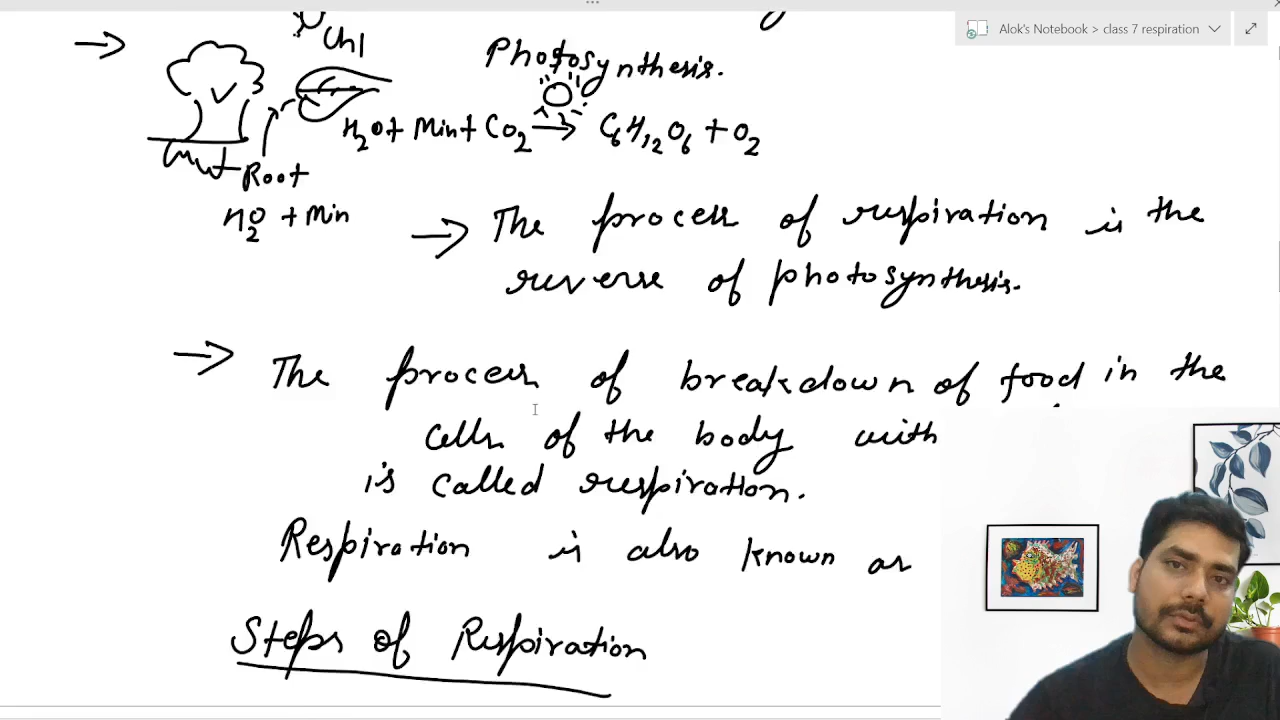 Alok's Notebook > class 7 respiration
Chl
Photosynthesis.
H2O + Min + CO2 → C6H12O6 + O2
Root
H2O + Min
→ The process of respiration is the
reverse of photosynthesis.
→ The process of breakdown of food in the
cells of the body with
is called respiration.
Respiration is also known as
Steps of Respiration